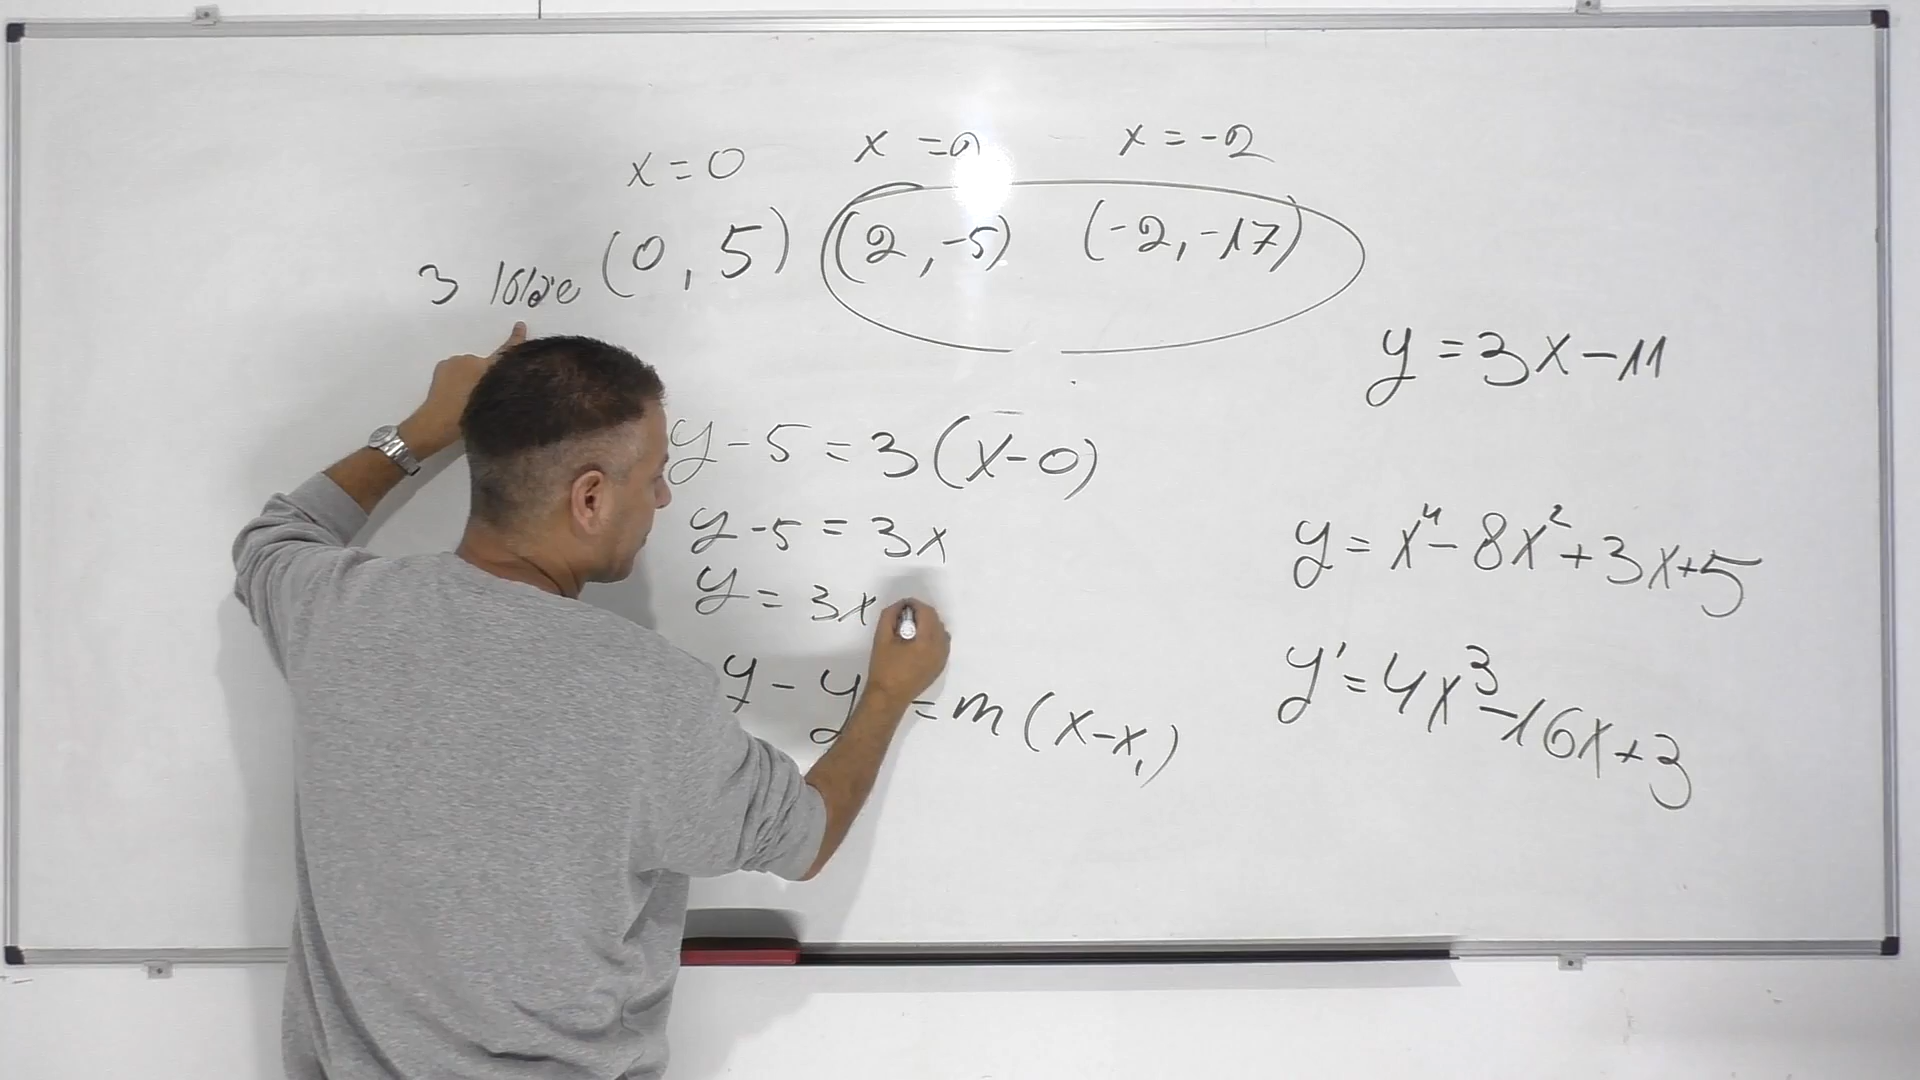 x = 0 x = 2 x = -2
3 (0, 5) (2, -5) (-2, -17)
y = 3x - 11
y - 5 = 3(x - 0)
y - 5 = 3x
y = x⁴ - 8x² + 3x + 5
y = 3x
y - y = m(x - x₁)
y' = 4x³ - 16x + 3